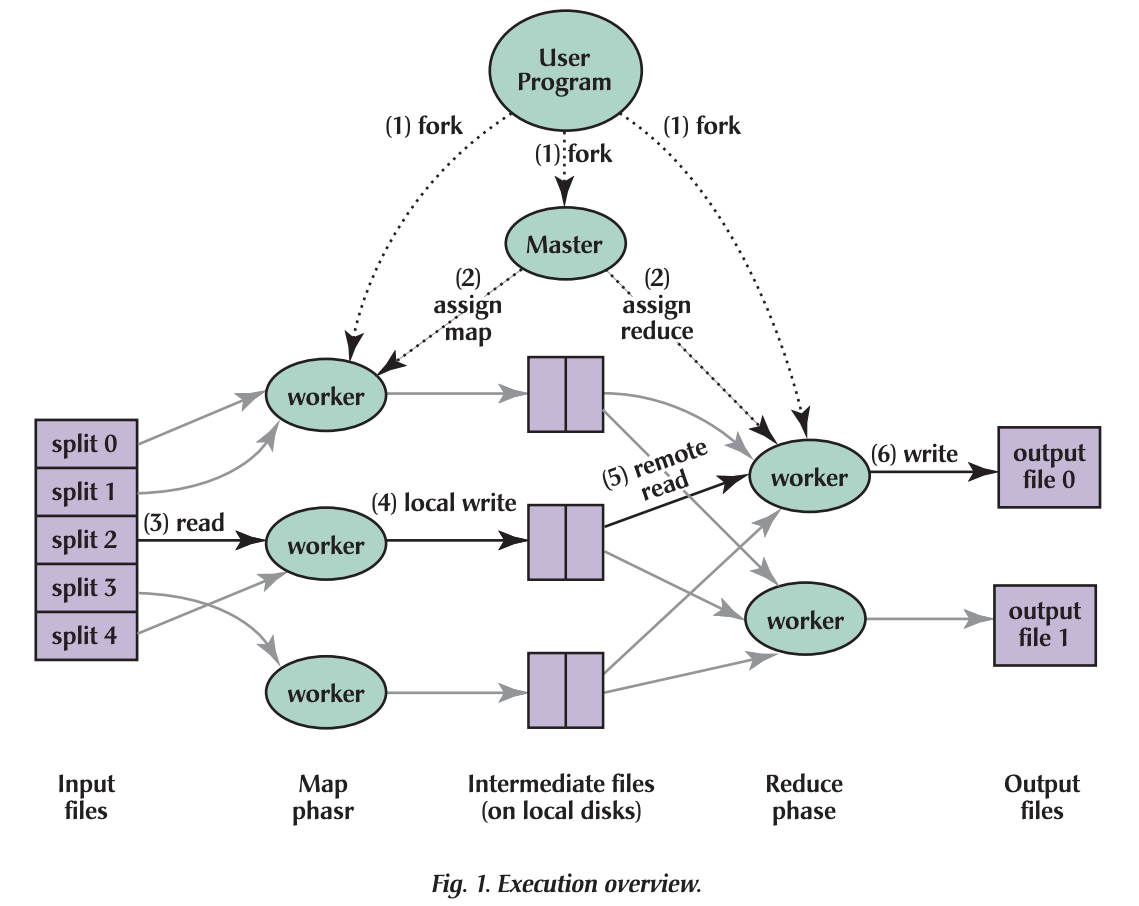 User
Program
(1) fork
(1) fork
(1) fork
Master
(2)
assign
map
(2)
assign
reduce
worker
split 0
split 1
split 2
split 3
split 4
(3) read
worker
(4) local write
worker
(5) remote
read
worker
(6) write
output
file 0
worker
output
file 1
Input
files
Map
phasr
Intermediate files
(on local disks)
Reduce
phase
Output
files
Fig. 1. Execution overview.